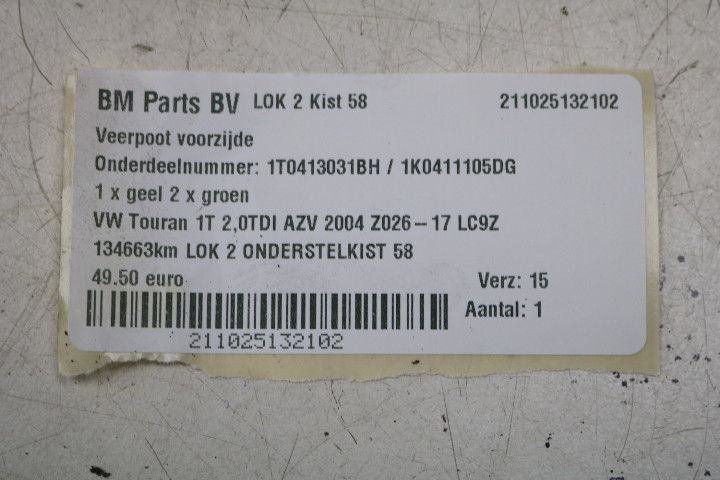 BM Parts BV LOK 2 Kist 58 211025132102
Veerpoot voorzijde
Onderdeelnummer: 1T0413031BH / 1K0411105DG
1 x geel 2 x groen
VW Touran 1T 2,0TDI AZV 2004 Z026-17 LC9Z
134663km LOK 2 ONDERSTELKIST 58
49.50 euro Verz: 15
Aantal: 1
211025132102